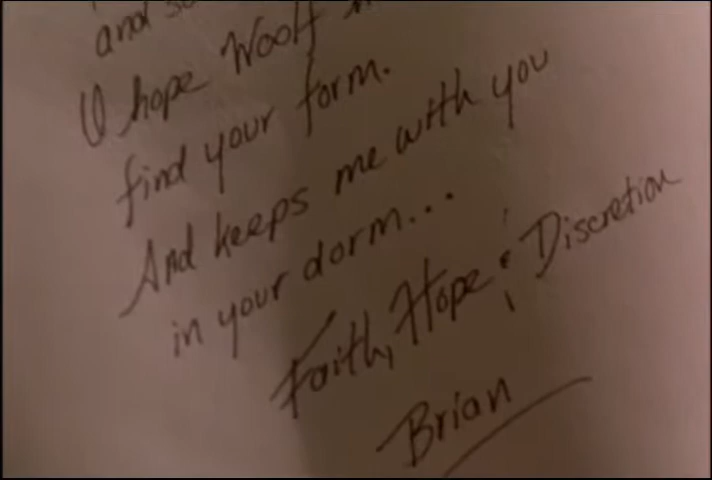 and
I hope Woolf
find your form.
And keeps me with you
in your dorm...
Faith, Hope & Discretion
Brian